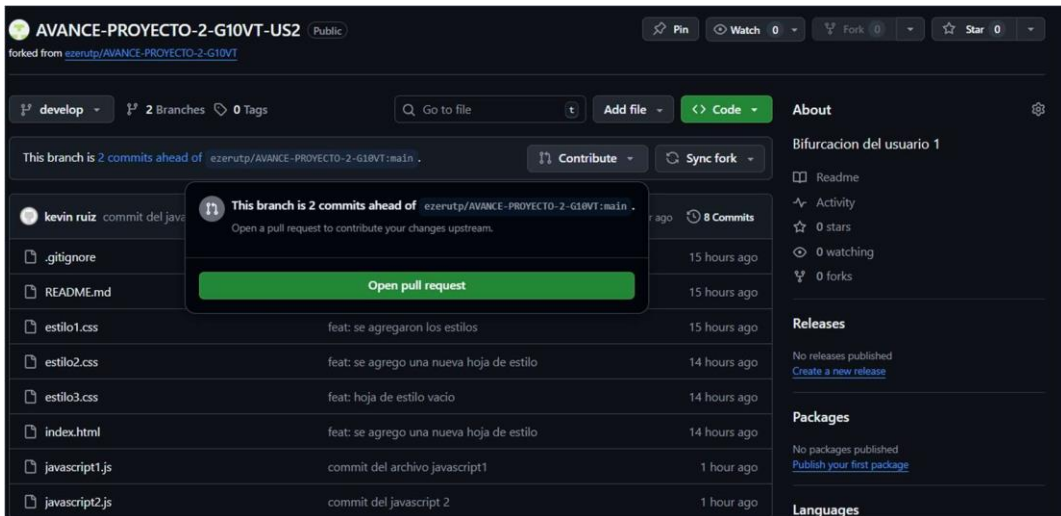 AVANCE-PROYECTO-2-G10VT-US2 Public
forked from ezerutp/AVANCE-PROYECTO-2-G10VT
Pin
Watch 0
Fork 0
Star 0
develop
2 Branches
0 Tags
Go to file
t
Add file
<> Code
This branch is 2 commits ahead of ezerutp/AVANCE-PROYECTO-2-G10VT:main .
Contribute
Sync fork
This branch is 2 commits ahead of ezerutp/AVANCE-PROYECTO-2-G10VT:main .
Open a pull request to contribute your changes upstream.
Open pull request
kevin ruiz commit del java
ago
8 Commits
.gitignore
15 hours ago
README.md
15 hours ago
estilo1.css
feat: se agregaron los estilos
15 hours ago
estilo2.css
feat: se agrego una nueva hoja de estilo
14 hours ago
estilo3.css
feat: hoja de estilo vacio
14 hours ago
index.html
feat: se agrego una nueva hoja de estilo
14 hours ago
javascript1.js
commit del archivo javascript1
1 hour ago
javascript2.js
commit del javascript 2
1 hour ago
About
Bifurcacion del usuario 1
Readme
Activity
0 stars
0 watching
0 forks
Releases
No releases published
Create a new release
Packages
No packages published
Publish your first package
Languages